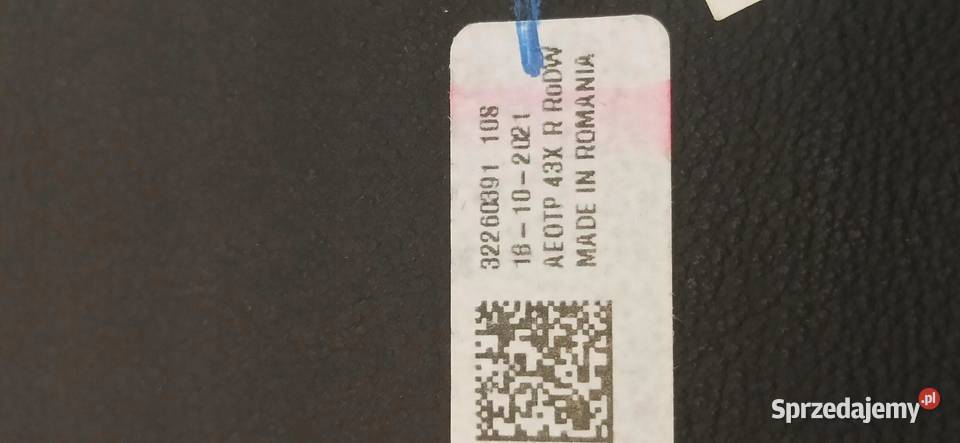 32260391 108
18-10-2021
AEOTP 43X R RoDW
MADE IN ROMANIA
Sprzedajemy.pl